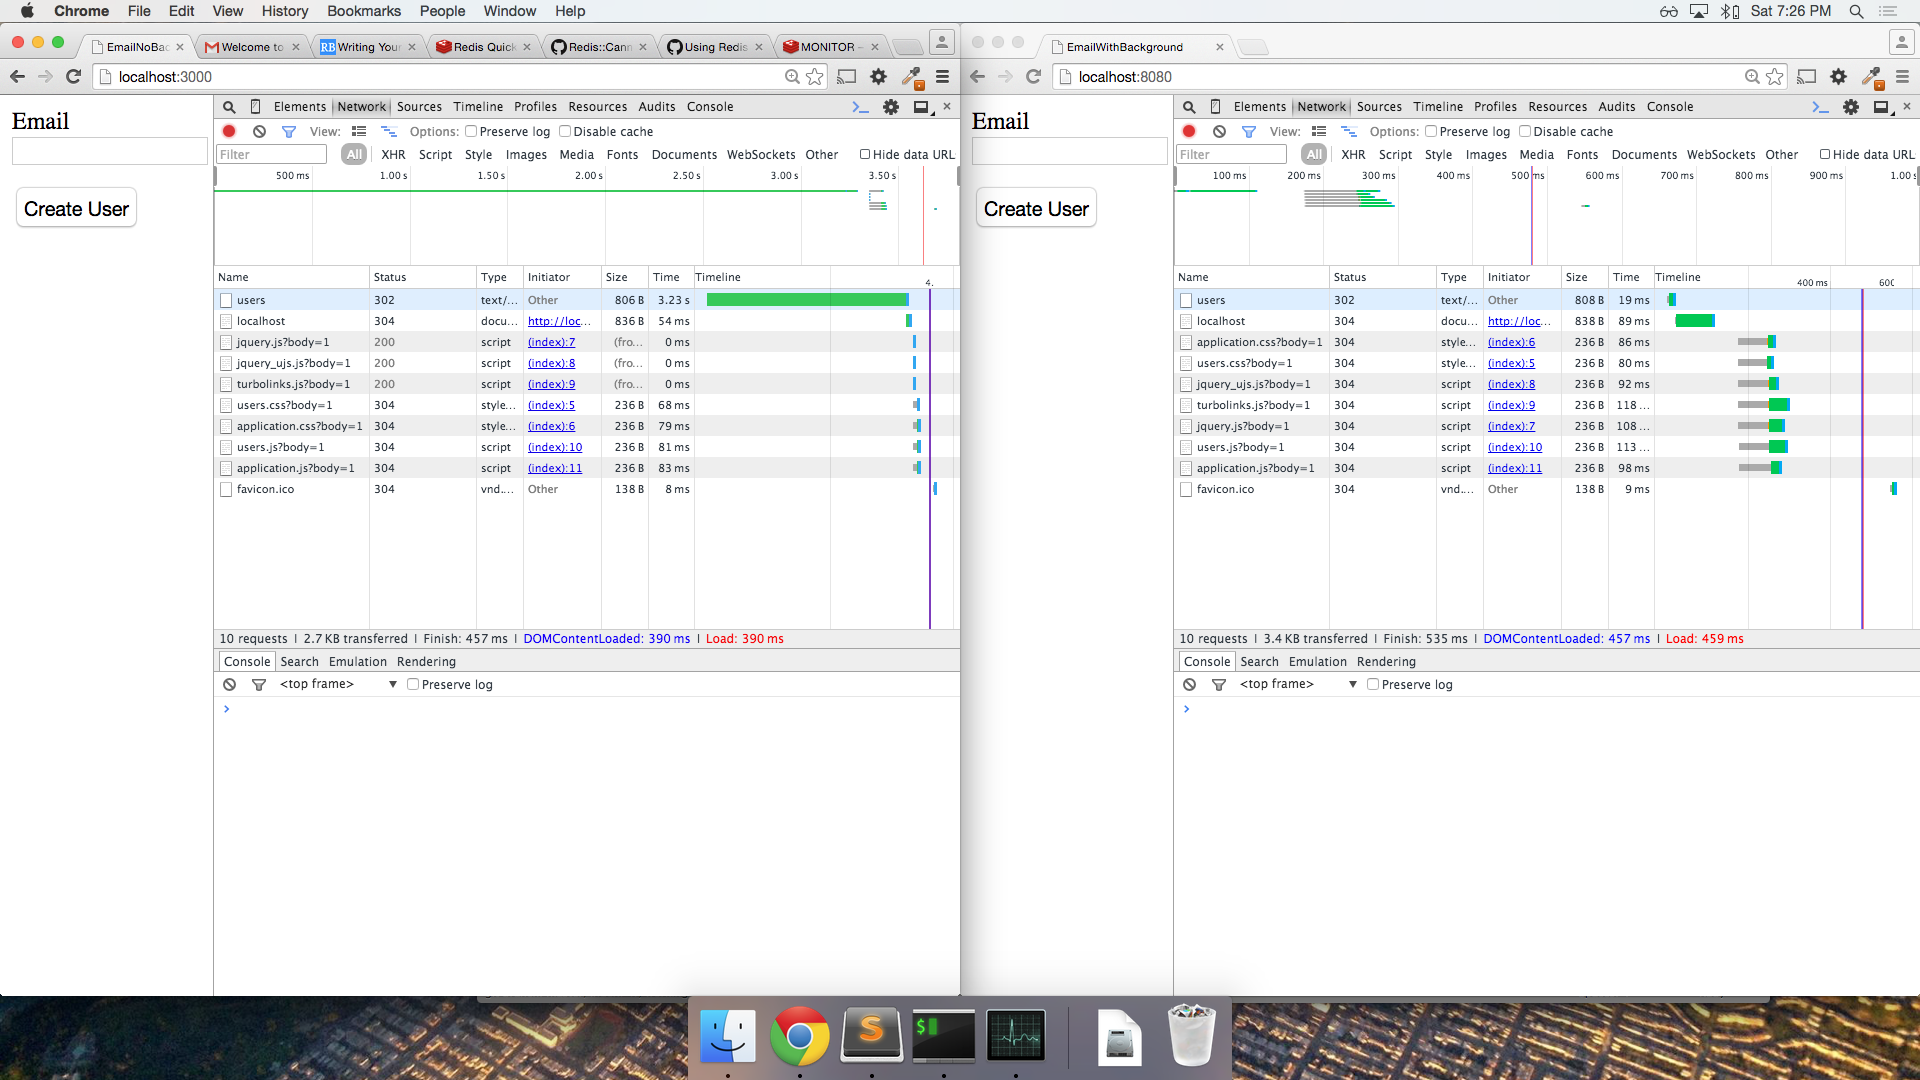 Chrome File Edit View History Bookmarks People Window Help Sat 7:26 PM
EmailNoBac Welcome to Writing Your Redis Quick Redis::Cann Using Redis MONITOR –
localhost:3000
Email
Create User
Elements Network Sources Timeline Profiles Resources Audits Console
View: Options: Preserve log Disable cache
Filter All XHR Script Style Images Media Fonts Documents WebSockets Other Hide data URL
500 ms 1.00 s 1.50 s 2.00 s 2.50 s 3.00 s 3.50 s
Name Status Type Initiator Size Time Timeline 4.
users 302 text/... Other 806 B 3.23 s
localhost 304 docu... http://loc... 836 B 54 ms
jquery.js?body=1 200 script (index):7 (fro... 0 ms
jquery_ujs.js?body=1 200 script (index):8 (fro... 0 ms
turbolinks.js?body=1 200 script (index):9 (fro... 0 ms
users.css?body=1 304 style... (index):5 236 B 68 ms
application.css?body=1 304 style... (index):6 236 B 79 ms
users.js?body=1 304 script (index):10 236 B 81 ms
application.js?body=1 304 script (index):11 236 B 83 ms
favicon.ico 304 vnd.... Other 138 B 8 ms
10 requests | 2.7 KB transferred | Finish: 457 ms | DOMContentLoaded: 390 ms | Load: 390 ms
Console Search Emulation Rendering
<top frame> ▼ Preserve log
EmailWithBackground
localhost:8080
Email
Create User
Elements Network Sources Timeline Profiles Resources Audits Console
View: Options: Preserve log Disable cache
Filter All XHR Script Style Images Media Fonts Documents WebSockets Other Hide data URL
100 ms 200 ms 300 ms 400 ms 500 ms 600 ms 700 ms 800 ms 900 ms 1.00 s
Name Status Type Initiator Size Time Timeline 400 ms 600
users 302 text/... Other 808 B 19 ms
localhost 304 docu... http://loc... 838 B 89 ms
application.css?body=1 304 style... (index):6 236 B 86 ms
users.css?body=1 304 style... (index):5 236 B 80 ms
jquery_ujs.js?body=1 304 script (index):8 236 B 92 ms
turbolinks.js?body=1 304 script (index):9 236 B 118 ...
jquery.js?body=1 304 script (index):7 236 B 108 ...
users.js?body=1 304 script (index):10 236 B 113 ...
application.js?body=1 304 script (index):11 236 B 98 ms
favicon.ico 304 vnd.... Other 138 B 9 ms
10 requests | 3.4 KB transferred | Finish: 535 ms | DOMContentLoaded: 457 ms | Load: 459 ms
Console Search Emulation Rendering
<top frame> ▼ Preserve log